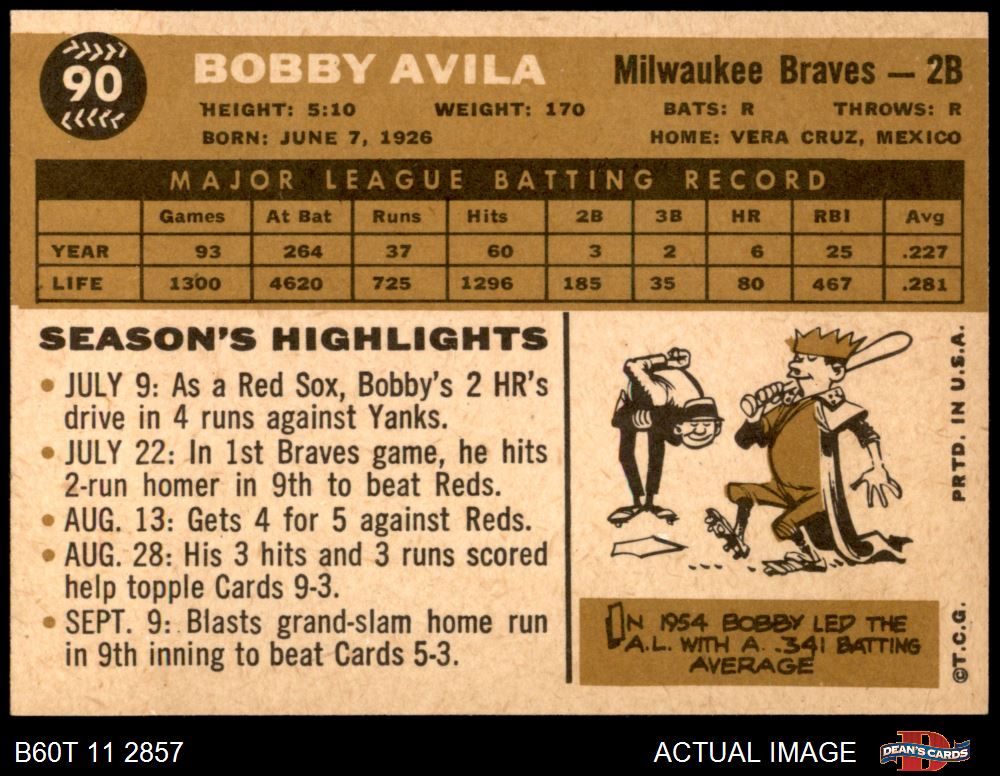 90
BOBBY AVILA Milwaukee Braves — 2B
HEIGHT: 5:10 WEIGHT: 170 BATS: R THROWS: R
BORN: JUNE 7, 1926 HOME: VERA CRUZ, MEXICO
MAJOR LEAGUE BATTING RECORD
Games At Bat Runs Hits 2B 3B HR RBI Avg
YEAR 93 264 37 60 3 2 6 25 .227
LIFE 1300 4620 725 1296 185 35 80 467 .281
SEASON'S HIGHLIGHTS
• JULY 9: As a Red Sox, Bobby's 2 HR's
drive in 4 runs against Yanks.
• JULY 22: In 1st Braves game, he hits
2-run homer in 9th to beat Reds.
• AUG. 13: Gets 4 for 5 against Reds.
• AUG. 28: His 3 hits and 3 runs scored
help topple Cards 9-3.
• SEPT. 9: Blasts grand-slam home run
in 9th inning to beat Cards 5-3.
IN 1954 BOBBY LED THE
A.L. WITH A .341 BATTING
AVERAGE
©T.C.G. PRTD. IN U.S.A.
B60T 11 2857 ACTUAL IMAGE DEAN'S CARDS